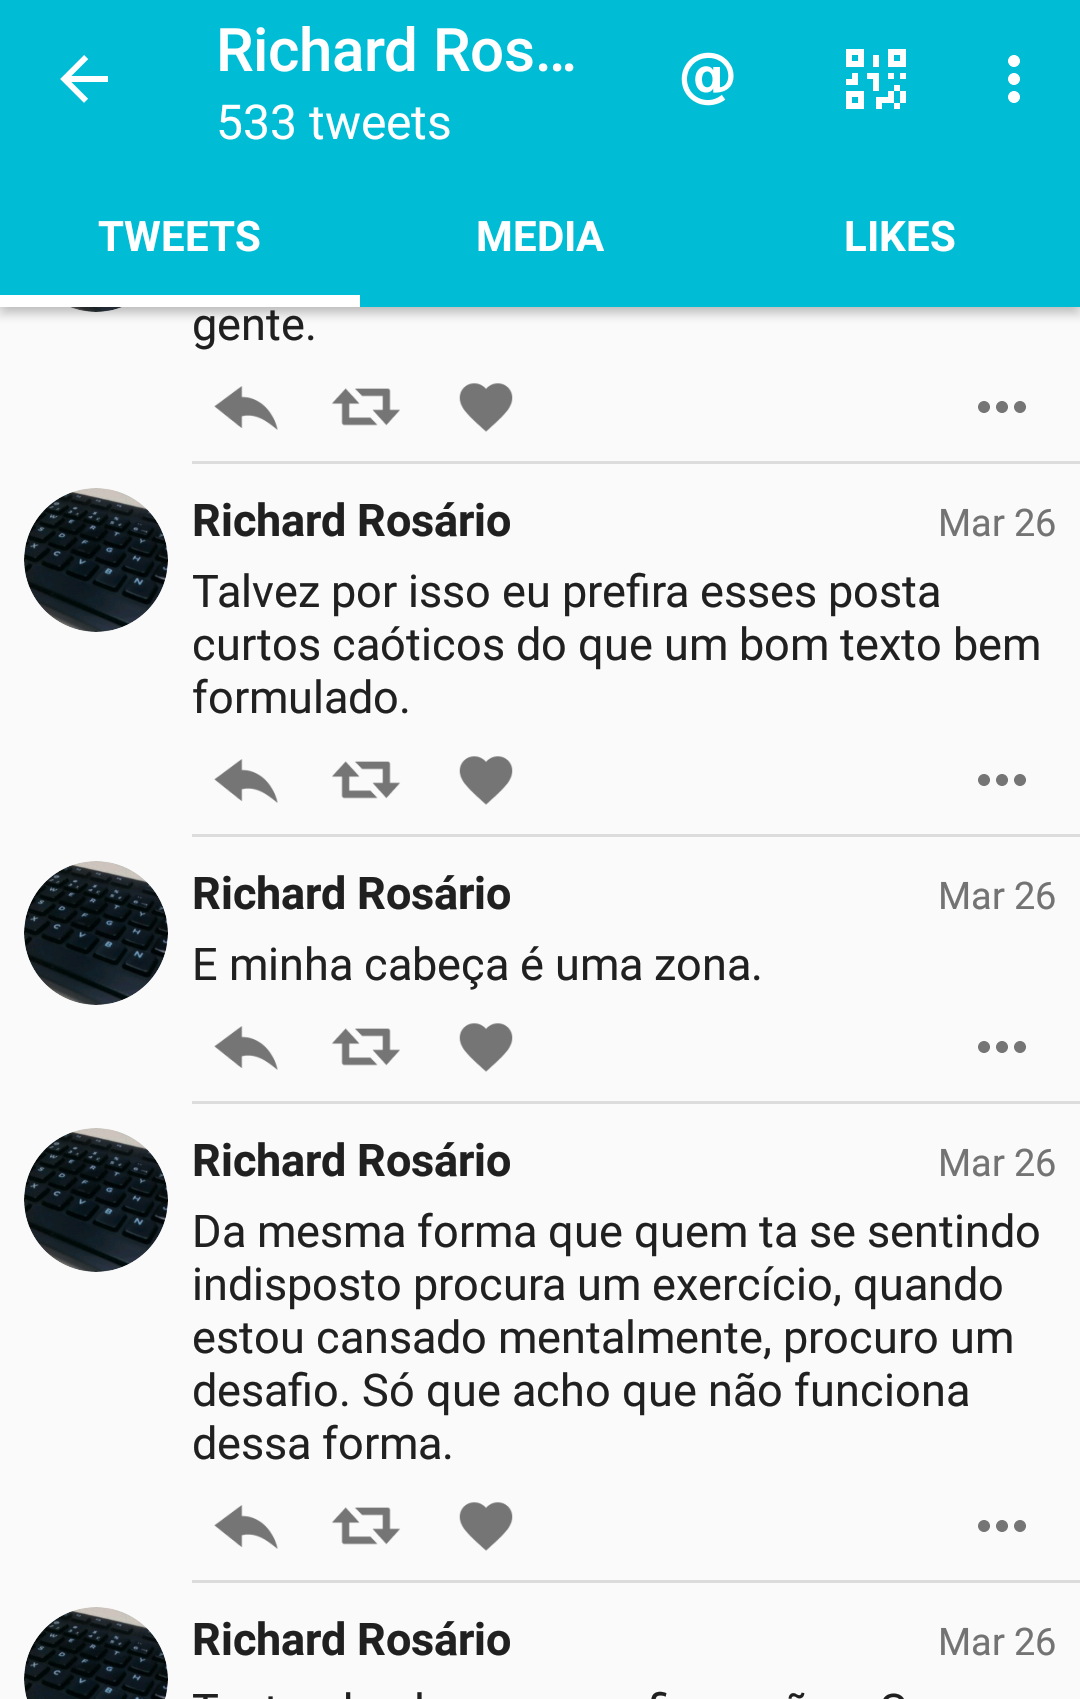 Richard Ros...
533 tweets
@
TWEETS MEDIA LIKES
gente.
Richard Rosário Mar 26
Talvez por isso eu prefira esses posta
curtos caóticos do que um bom texto bem
formulado.
Richard Rosário Mar 26
E minha cabeça é uma zona.
Richard Rosário Mar 26
Da mesma forma que quem ta se sentindo
indisposto procura um exercício, quando
estou cansado mentalmente, procuro um
desafio. Só que acho que não funciona
dessa forma.
Richard Rosário Mar 26